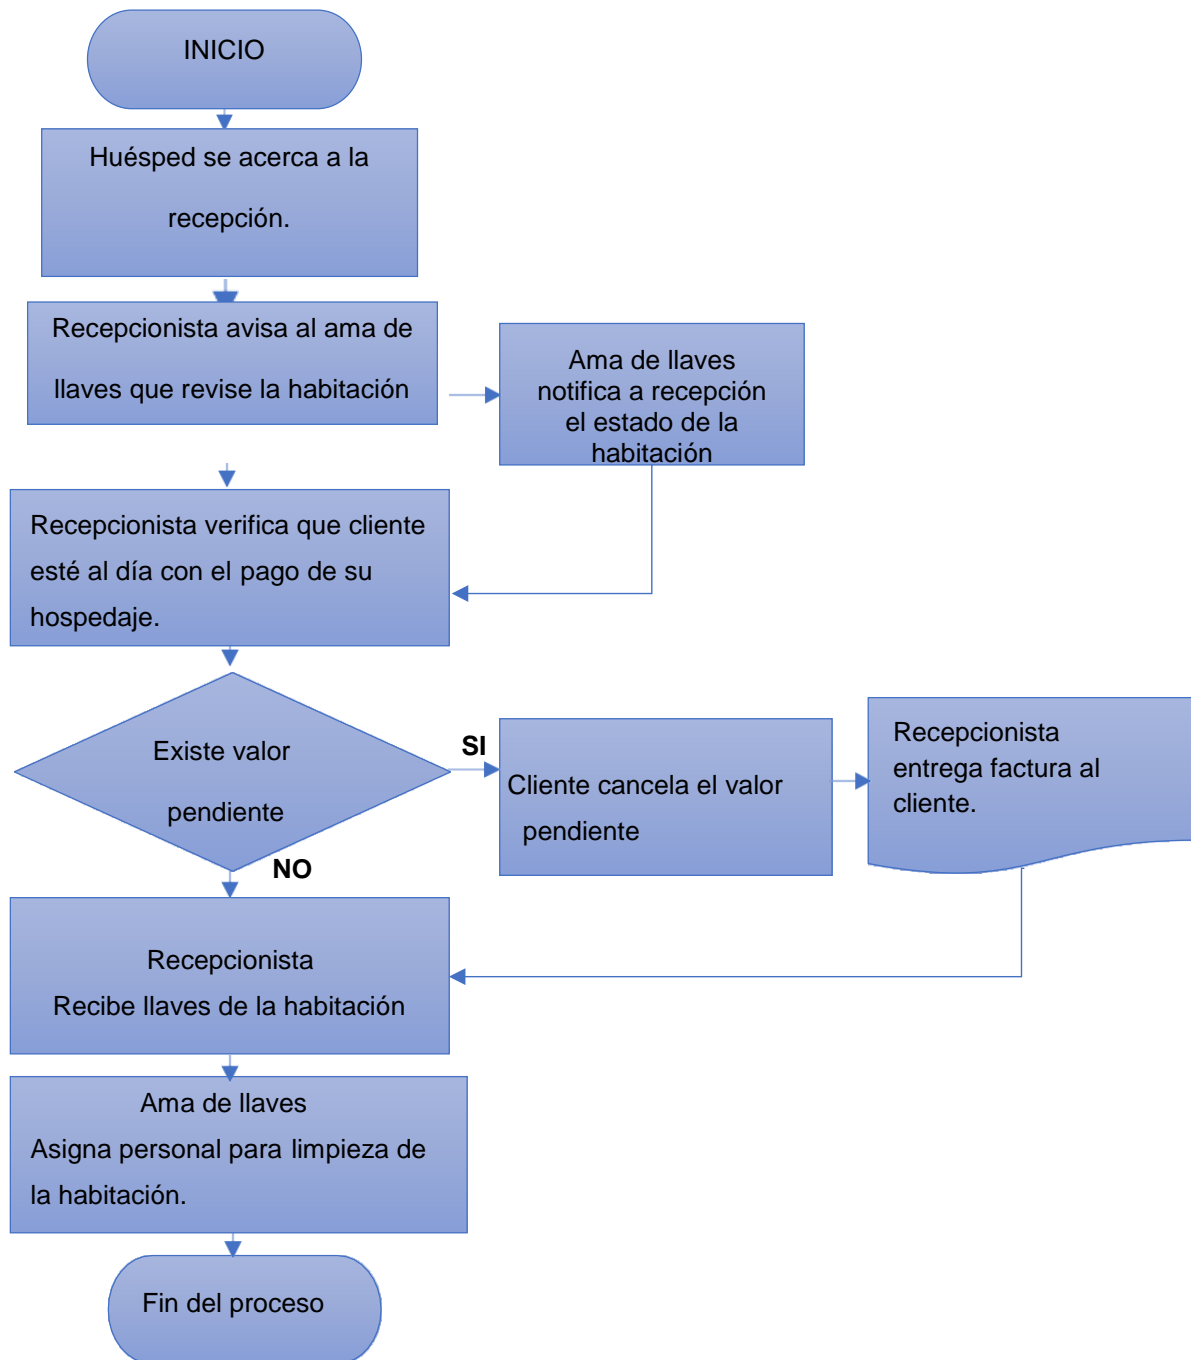 INICIO
Huésped se acerca a la
recepción.
Recepcionista avisa al ama de
llaves que revise la habitación
Ama de llaves
notifica a recepción
el estado de la
habitación
Recepcionista verifica que cliente
esté al día con el pago de su
hospedaje.
Existe valor
pendiente
SI
Cliente cancela el valor
pendiente
Recepcionista
entrega factura al
cliente.
NO
Recepcionista
Recibe llaves de la habitación
Ama de llaves
Asigna personal para limpieza de
la habitación.
Fin del proceso